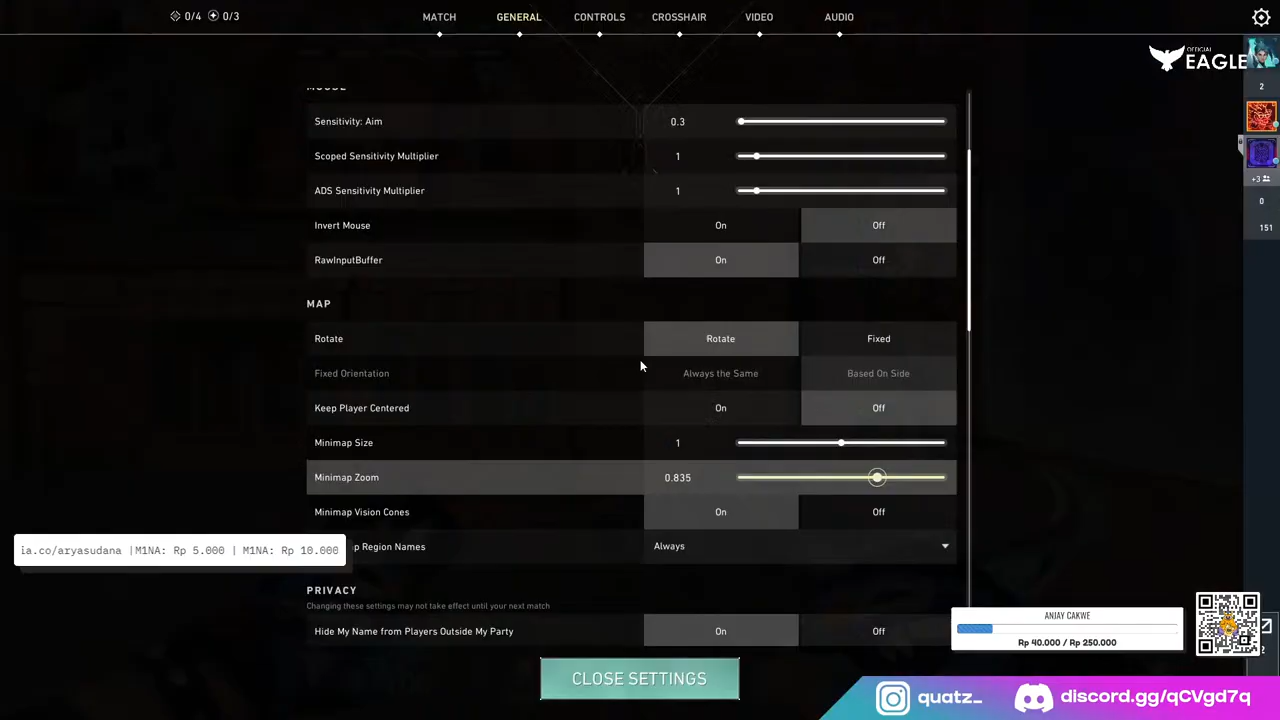 0/4 0/3
MATCH
GENERAL
CONTROLS
CROSSHAIR
VIDEO
AUDIO
OFFICIAL
EAGLE
2
+3
0
151
MOUSE
Sensitivity: Aim 0.3
Scoped Sensitivity Multiplier 1
ADS Sensitivity Multiplier 1
Invert Mouse On Off
RawInputBuffer On Off
MAP
Rotate Rotate Fixed
Fixed Orientation Always the Same Based On Side
Keep Player Centered On Off
Minimap Size 1
Minimap Zoom 0.835
Minimap Vision Cones On Off
p Region Names Always
ia.co/aryasudana |M1NA: Rp 5.000 | M1NA: Rp 10.000
PRIVACY
Changing these settings may not take effect until your next match
Hide My Name from Players Outside My Party On Off
ANJAY CAKWE
Rp 40.000 / Rp 250.000
CLOSE SETTINGS
quatz_
discord.gg/qCVgd7q